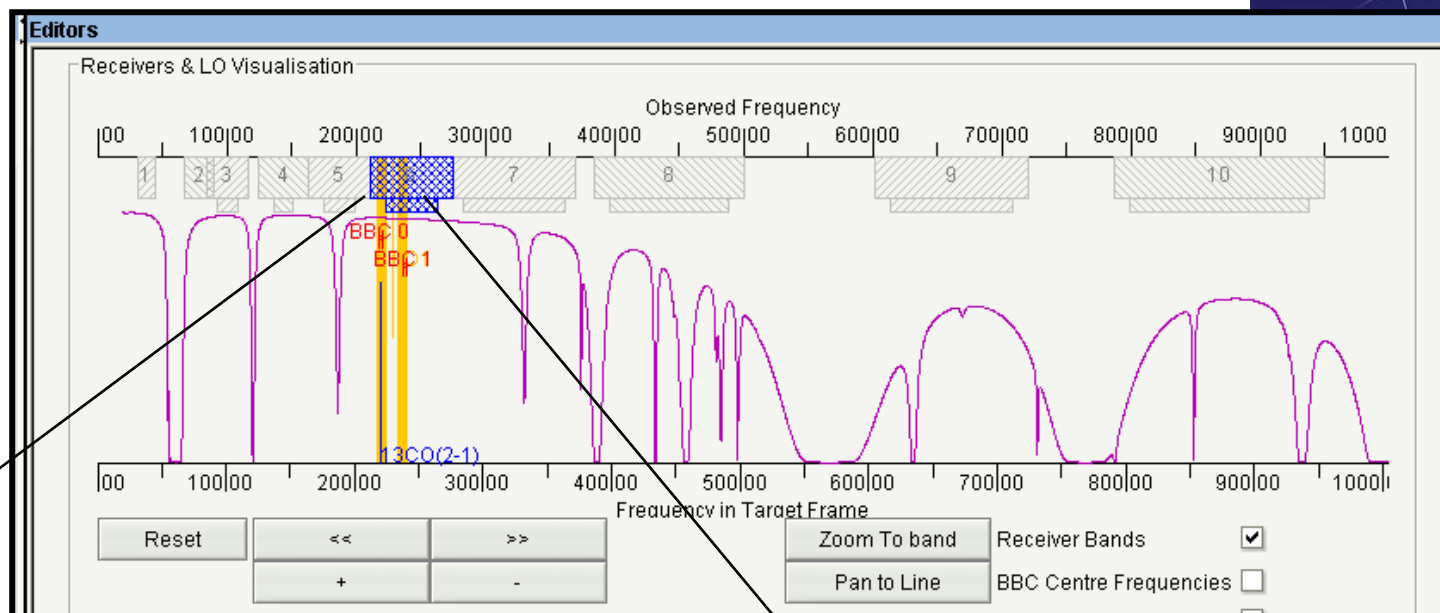 Editors
Receivers & LO Visualisation
Observed Frequency
|00 100|00 200|00 300|00 400|00 500|00 600|00 700|00 800|00 900|00 1000
1 2 3 4 5 7 8 9 10
BBC 0
BBC 1
13CO(2-1)
|00 100|00 200|00 300|00 400|00 500|00 600|00 700|00 800|00 900|00 1000|
Frequency in Target Frame
Reset << >> Zoom To band Receiver Bands
+ - Pan to Line BBC Centre Frequencies